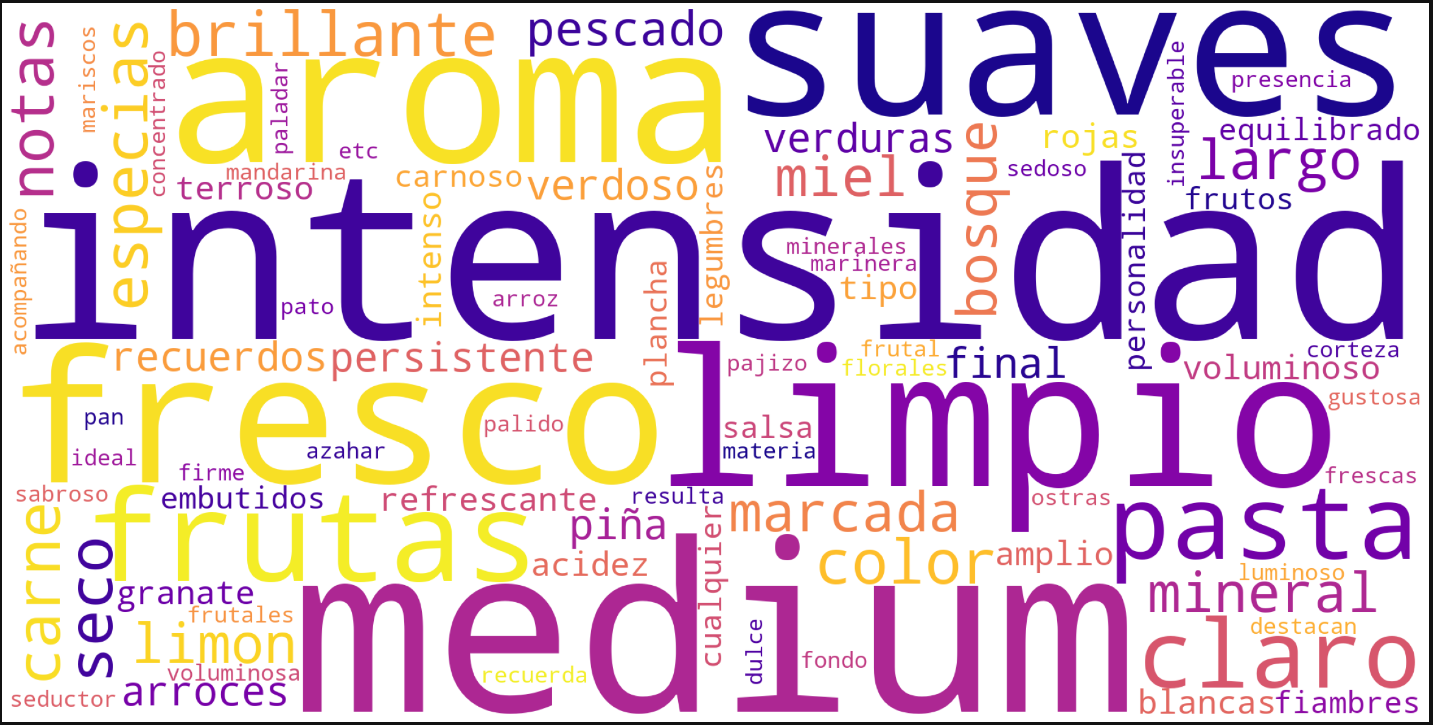 notas
mariscos
especias
concentrado
brillante
aroma
paladar
etc
mandarina
terroso
pescado
carnoso
verdoso
suaves
insuperable
presencia
verduras
rojas
equilibrado
miel
bosque
sedoso
largo
frutos
personalidad
acompañando
intensidad
intenso
legumbres
minerales
marinera
tipo
pato
arroz
plancha
recuerdos
persistente
fresco
limpio
pajizo
frutal
florales
final
corteza
voluminoso
gustosa
pan
palido
salsa
azahar
materia
ideal
firme
frescas
sabroso
embutidos
refrescante
resulta
ostras
frutas
piña
marcada
pasta
carne
seco
acidez
cualquier
color
amplio
luminoso
mineral
granate
frutales
limon
medium
destacan
claro
dulce
fondo
voluminosa
recuerda
seductor
arroces
blancas
fiambres